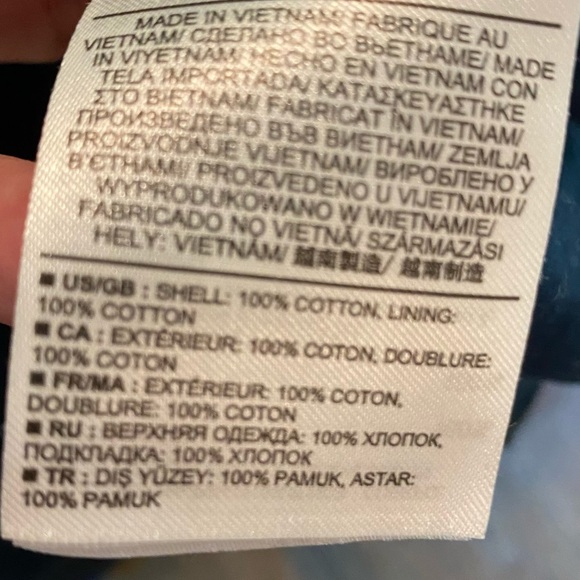 MADE IN VIETNAM/ FABRIQUE AU
VIETNAM/ СДЕЛАНО ВО ВЬЕТНАМЕ/ MADE
IN VIYETNAM/ HECHO EN VIETNAM CON
TELA IMPORTADA/ ΚΑΤΑΣΚΕΥΑΣΤΗΚΕ
ΣΤΟ ΒΙΕΤΝΑΜ/ FABRICAT ÎN VIETNAM/
ПРОИЗВЕДЕНО ВЪВ ВИЕТНАМ/ ZEMLJA
PROIZVODNJE VIJETNAM/ ВИРОБЛЕНО У
В'ЄТНАМІ/ PROIZVEDENO U VIJETNAMU/
WYPRODUKOWANO W WIETNAMIE/
FABRICADO NO VIETNÃ/ SZÁRMAZÁSI
HELY: VIETNÁM/ 越南製造/ 越南制造
■ US/GB : SHELL: 100% COTTON, LINING:
100% COTTON
■ CA : EXTÉRIEUR: 100% COTON, DOUBLURE:
100% COTON
■ FR/MA : EXTÉRIEUR: 100% COTON,
DOUBLURE: 100% COTON
■ RU : ВЕРХНЯЯ ОДЕЖДА: 100% ХЛОПОК,
ПОДКЛАДКА: 100% ХЛОПОК
■ TR : DIŞ YÜZEY: 100% PAMUK, ASTAR:
100% PAMUK